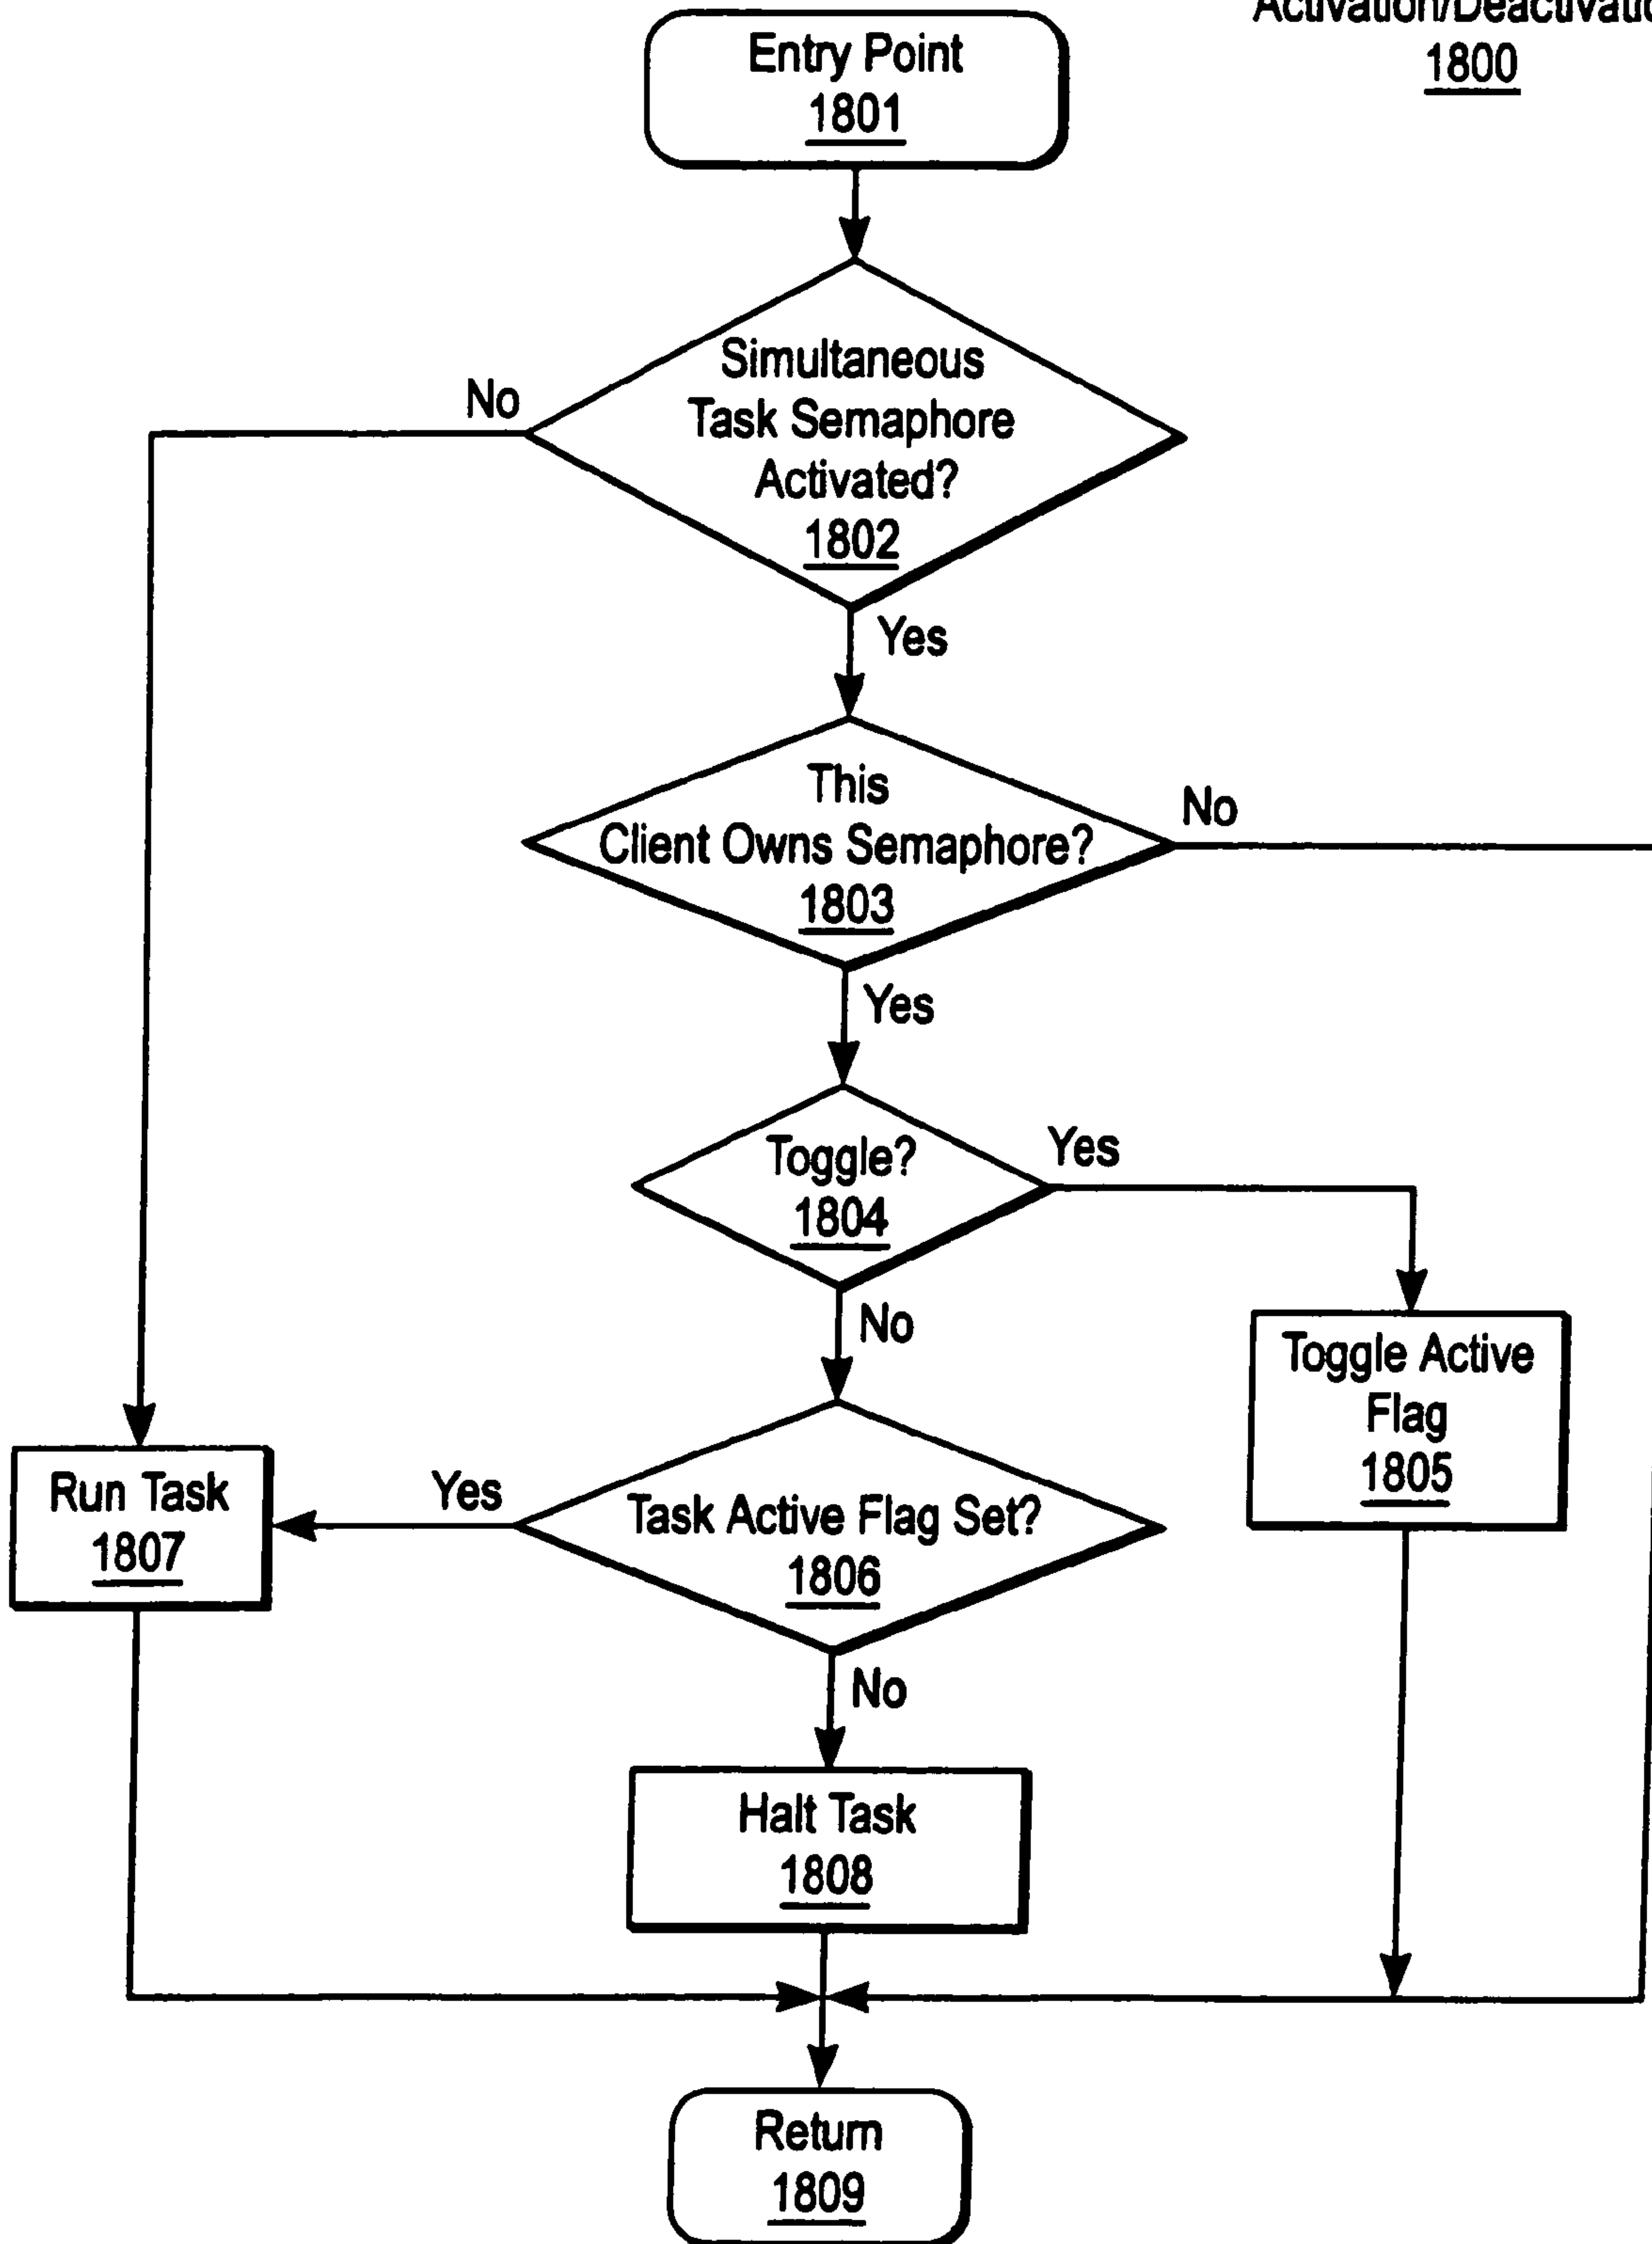 Entry Point
1801
1800
Simultaneous
Task Semaphore
Activated?
1802
No
Yes
This
Client Owns Semaphore?
1803
No
Yes
Toggle?
1804
Yes
No
Toggle Active
Flag
1805
Run Task
1807
Yes
Task Active Flag Set?
1806
No
Halt Task
1808
Return
1809